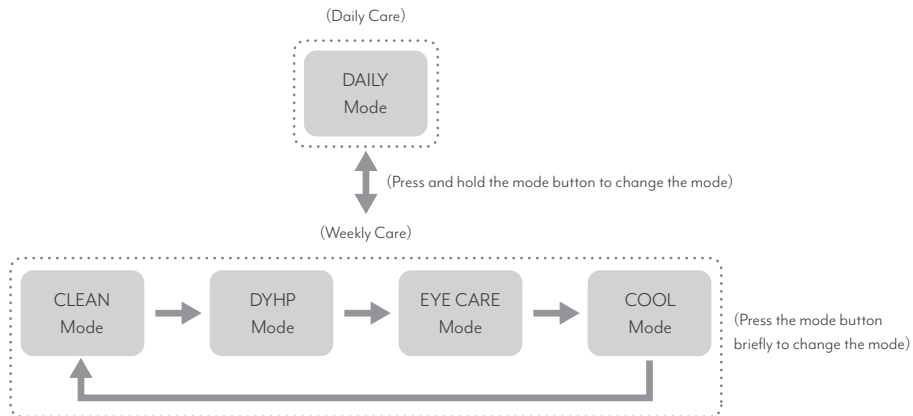 (Daily Care)
DAILY
Mode
(Press and hold the mode button to change the mode)
(Weekly Care)
CLEAN
Mode
DYHP
Mode
EYE CARE
Mode
COOL
Mode
(Press the mode button
briefly to change the mode)